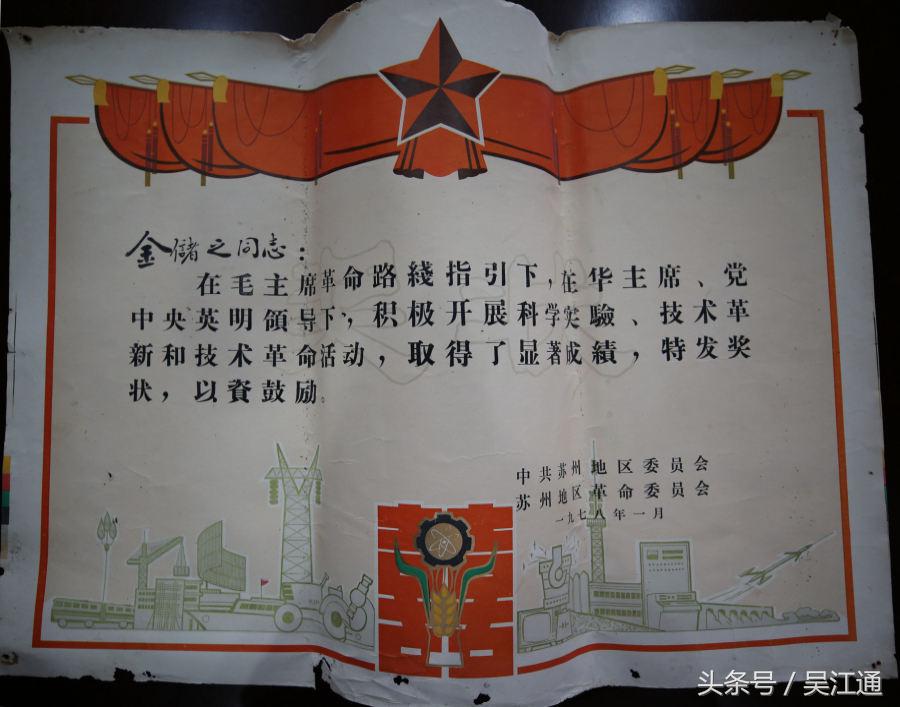 金儲之同志：
在毛主席革命路綫指引下，在华主席、党
中央英明領导下，积极开展科学实驗、技术革
新和技术革命活动，取得了显著成績，特发奖
状，以資鼓励。
中共苏州地区委员会
苏州地区革命委员会
一九七八年一月
头条号 / 吴江通